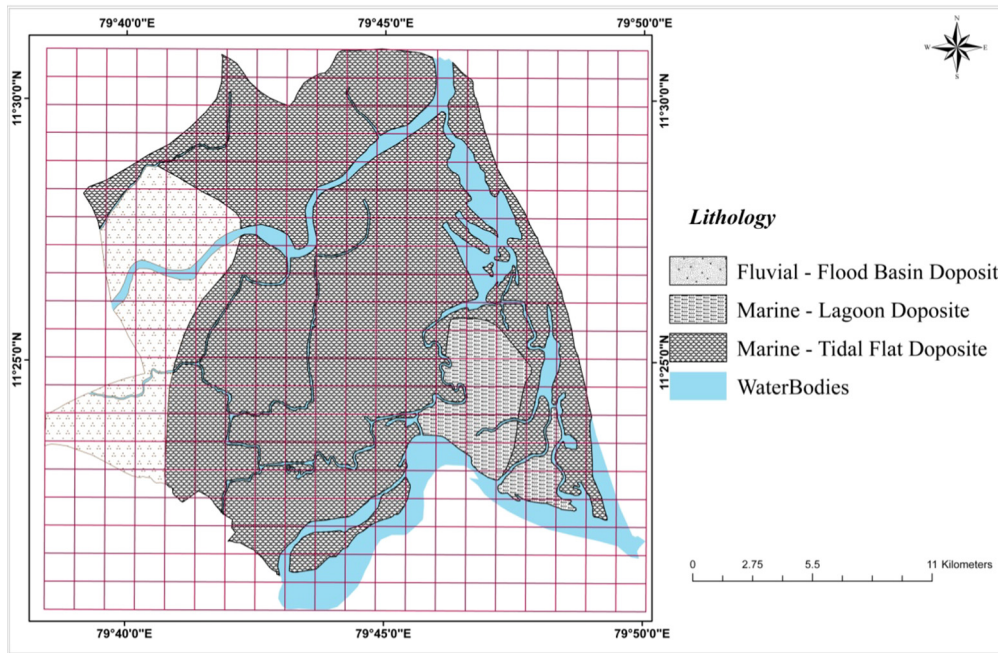 79°40'0"E 79°45'0"E 79°50'0"E
N
W E
S
11°30'0"N 11°30'0"N
Lithology
Fluvial - Flood Basin Doposit
Marine - Lagoon Doposite
11°25'0"N 11°25'0"N
Marine - Tidal Flat Doposite
WaterBodies
0 2.75 5.5 11 Kilometers
79°40'0"E 79°45'0"E 79°50'0"E